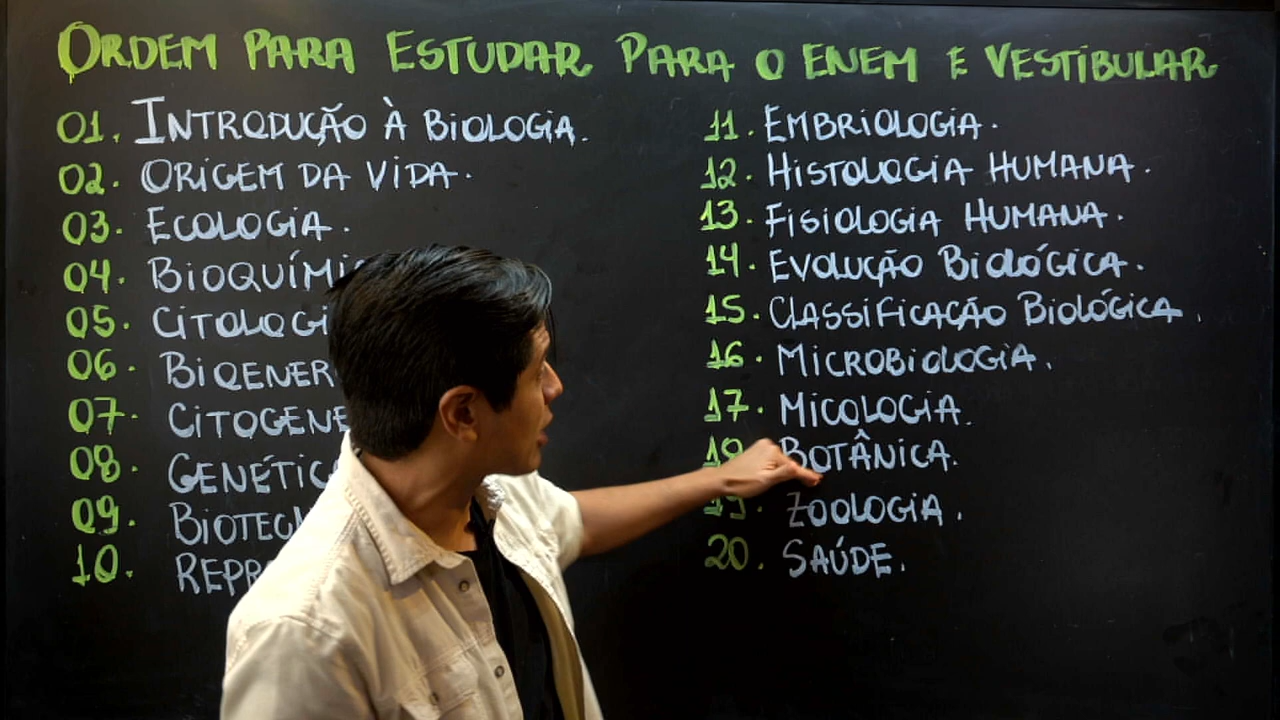 ORDEM PARA ESTUDAR PARA O ENEM E VESTIBULAR
01. INTRODUÇÃO À BIOLOGIA.
02. ORIGEM DA VIDA.
03. ECOLOGIA.
04.
05.
06.
07.
08.
09.
10.
11. EMBRIOLOGIA.
12. HISTOLOGIA HUMANA.
13. FISIOLOGIA HUMANA.
14. EVOLUÇÃO BIOLÓGICA.
15. CLASSIFICAÇÃO BIOLÓGICA.
16. MICROBIOLOGIA.
17. MICOLOGIA.
18. BOTÂNICA.
19. ZOOLOGIA.
20. SAÚDE.